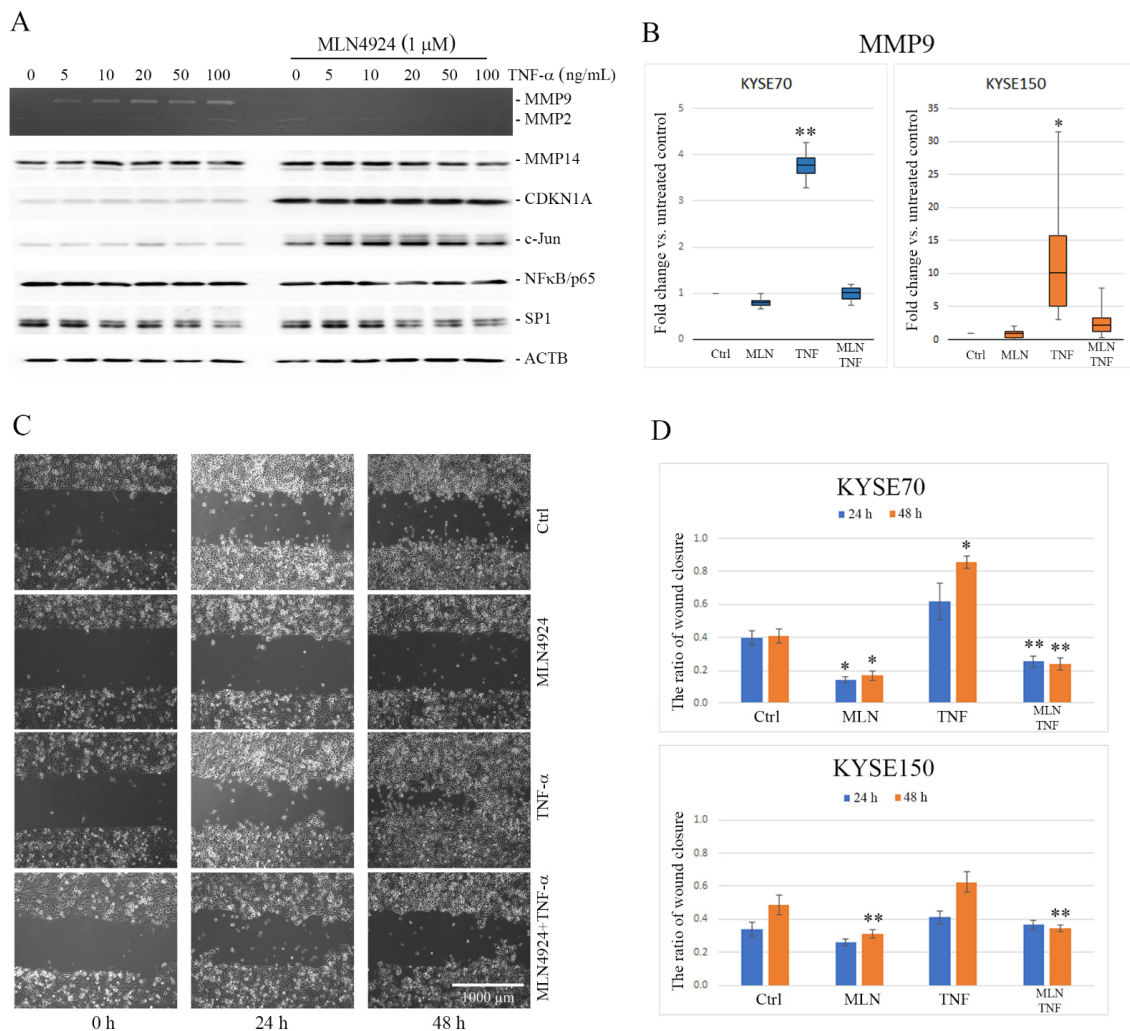 A
MLN4924 (1 μM)
0 5 10 20 50 100 0 5 10 20 50 100 TNF-α (ng/mL)
- MMP9
- MMP2
- MMP14
- CDKN1A
- c-Jun
- NFκB/p65
- SP1
- ACTB
B
MMP9
KYSE70
Fold change vs. untreated control
5
4
3
2
1
0
**
Ctrl MLN TNF MLN
TNF
KYSE150
Fold change vs. untreated control
35
30
25
20
15
10
5
0
*
Ctrl MLN TNF MLN
TNF
C
Ctrl
MLN4924
TNF-α
MLN4924+TNF-α
1000 μm
0 h 24 h 48 h
D
KYSE70
24 h 48 h
The ratio of wound closure
1.0
0.8
0.6
0.4
0.2
0.0
* * * ** **
Ctrl MLN TNF MLN
TNF
KYSE150
24 h 48 h
The ratio of wound closure
1.0
0.8
0.6
0.4
0.2
0.0
** **
Ctrl MLN TNF MLN
TNF